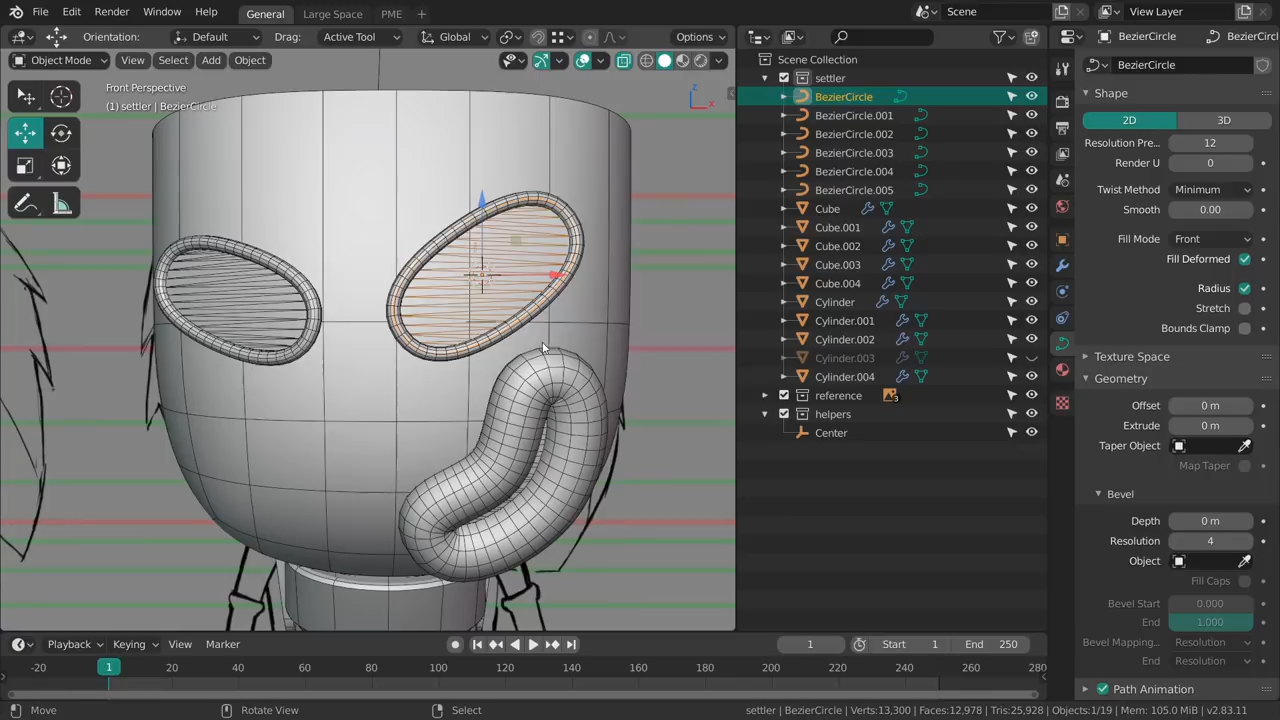 File Edit Render Window Help General Large Space PME + Scene View Layer
Orientation: Default Drag: Active Tool Global Options
BezierCircle BezierCircl
Object Mode View Select Add Object
Scene Collection
BezierCircle
Front Perspective
(1) settler | BezierCircle
Z
X
settler
BezierCircle
BezierCircle.001
BezierCircle.002
BezierCircle.003
BezierCircle.004
BezierCircle.005
Cube
Cube.001
Cube.002
Cube.003
Cube.004
Cylinder
Cylinder.001
Cylinder.002
Cylinder.003
Cylinder.004
reference 3
helpers
Center
Shape
2D 3D
Resolution Pre... 12
Render U 0
Twist Method Minimum
Smooth 0.00
Fill Mode Front
Fill Deformed
Radius
Stretch
Bounds Clamp
Texture Space
Geometry
Offset 0 m
Extrude 0 m
Taper Object
Map Taper
Bevel
Depth 0 m
Resolution 4
Object
Fill Caps
Bevel Start 0.000
End 1.000
Bevel Mapping... Resolution
End Resolution
Path Animation
Playback Keying View Marker 1 Start 1 End 250
-20 1 20 40 60 80 100 120 140 160 180 200 220 240 260 280
Move Rotate View Select settler | BezierCircle | Verts:13,300 | Faces:12,978 | Tris:25,928 | Objects:1/19 | Mem: 105.0 MiB | v2.83.11